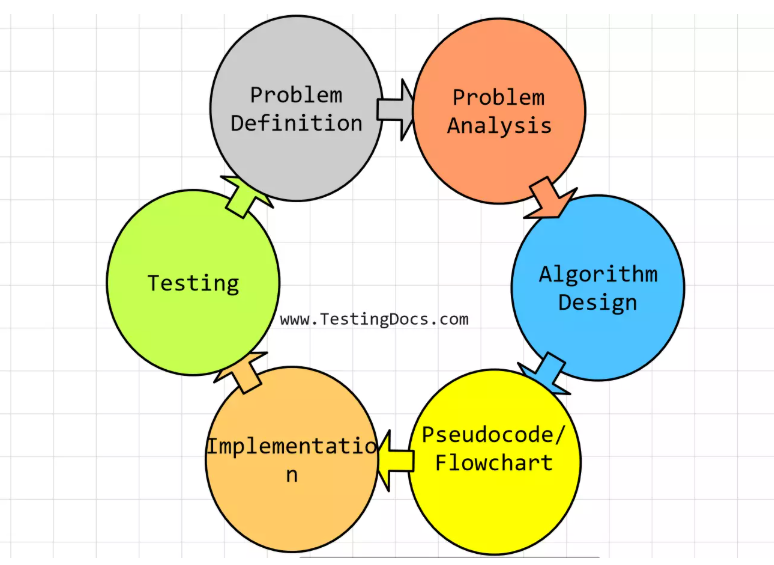 Problem
Definition
Problem
Analysis
Algorithm
Design
Pseudocode/
Flowchart
Implementatio
n
Testing
www.TestingDocs.com